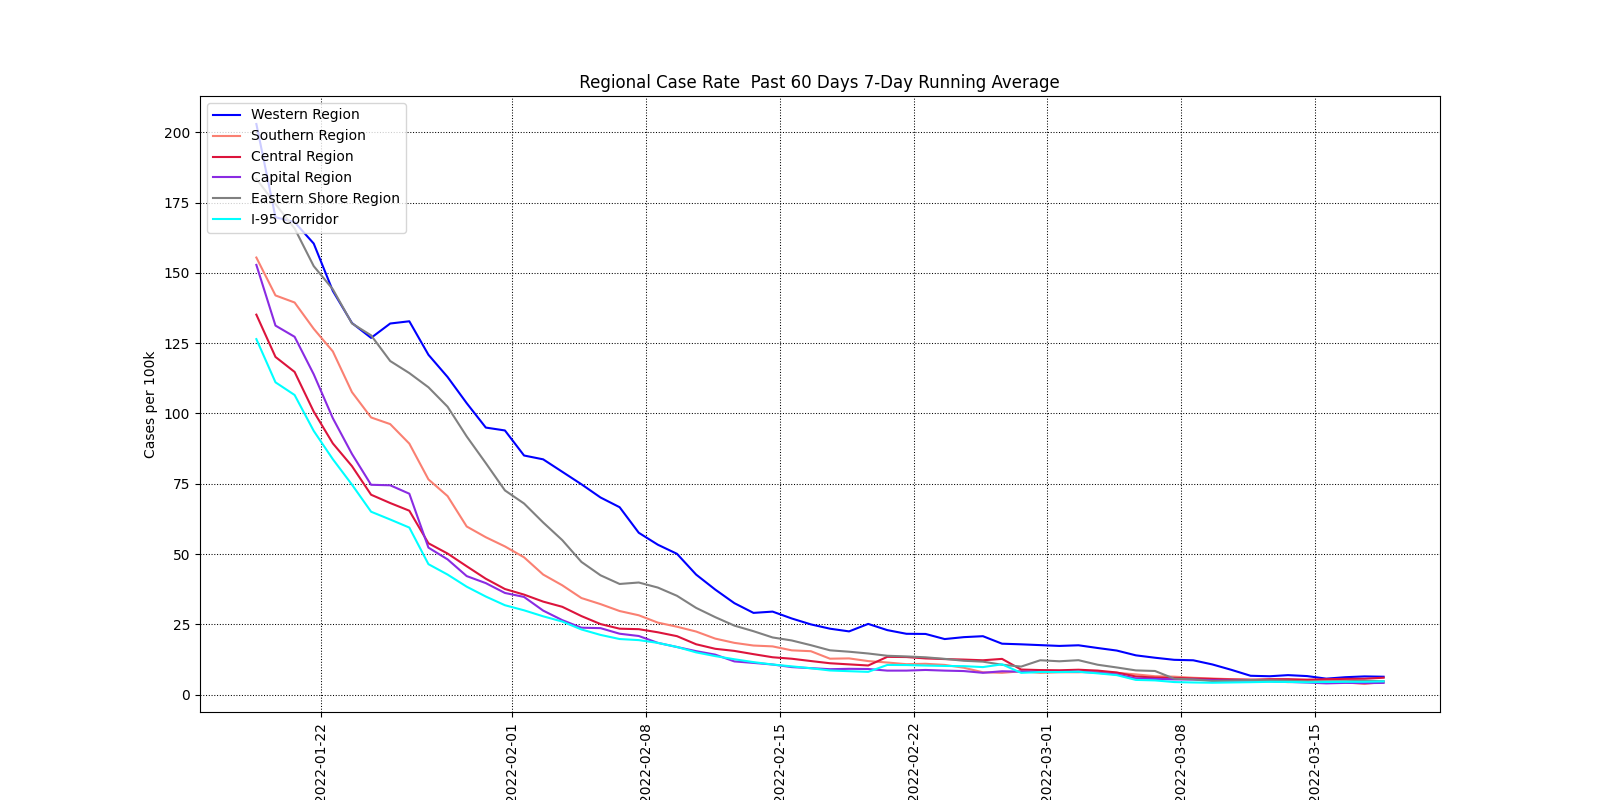 Regional Case Rate  Past 60 Days 7-Day Running Average
Western Region
Southern Region
Central Region
Capital Region
Eastern Shore Region
I-95 Corridor
Cases per 100k
200
175
150
125
100
75
50
25
0
2022-01-22
2022-02-01
2022-02-08
2022-02-15
2022-02-22
2022-03-01
2022-03-08
2022-03-15